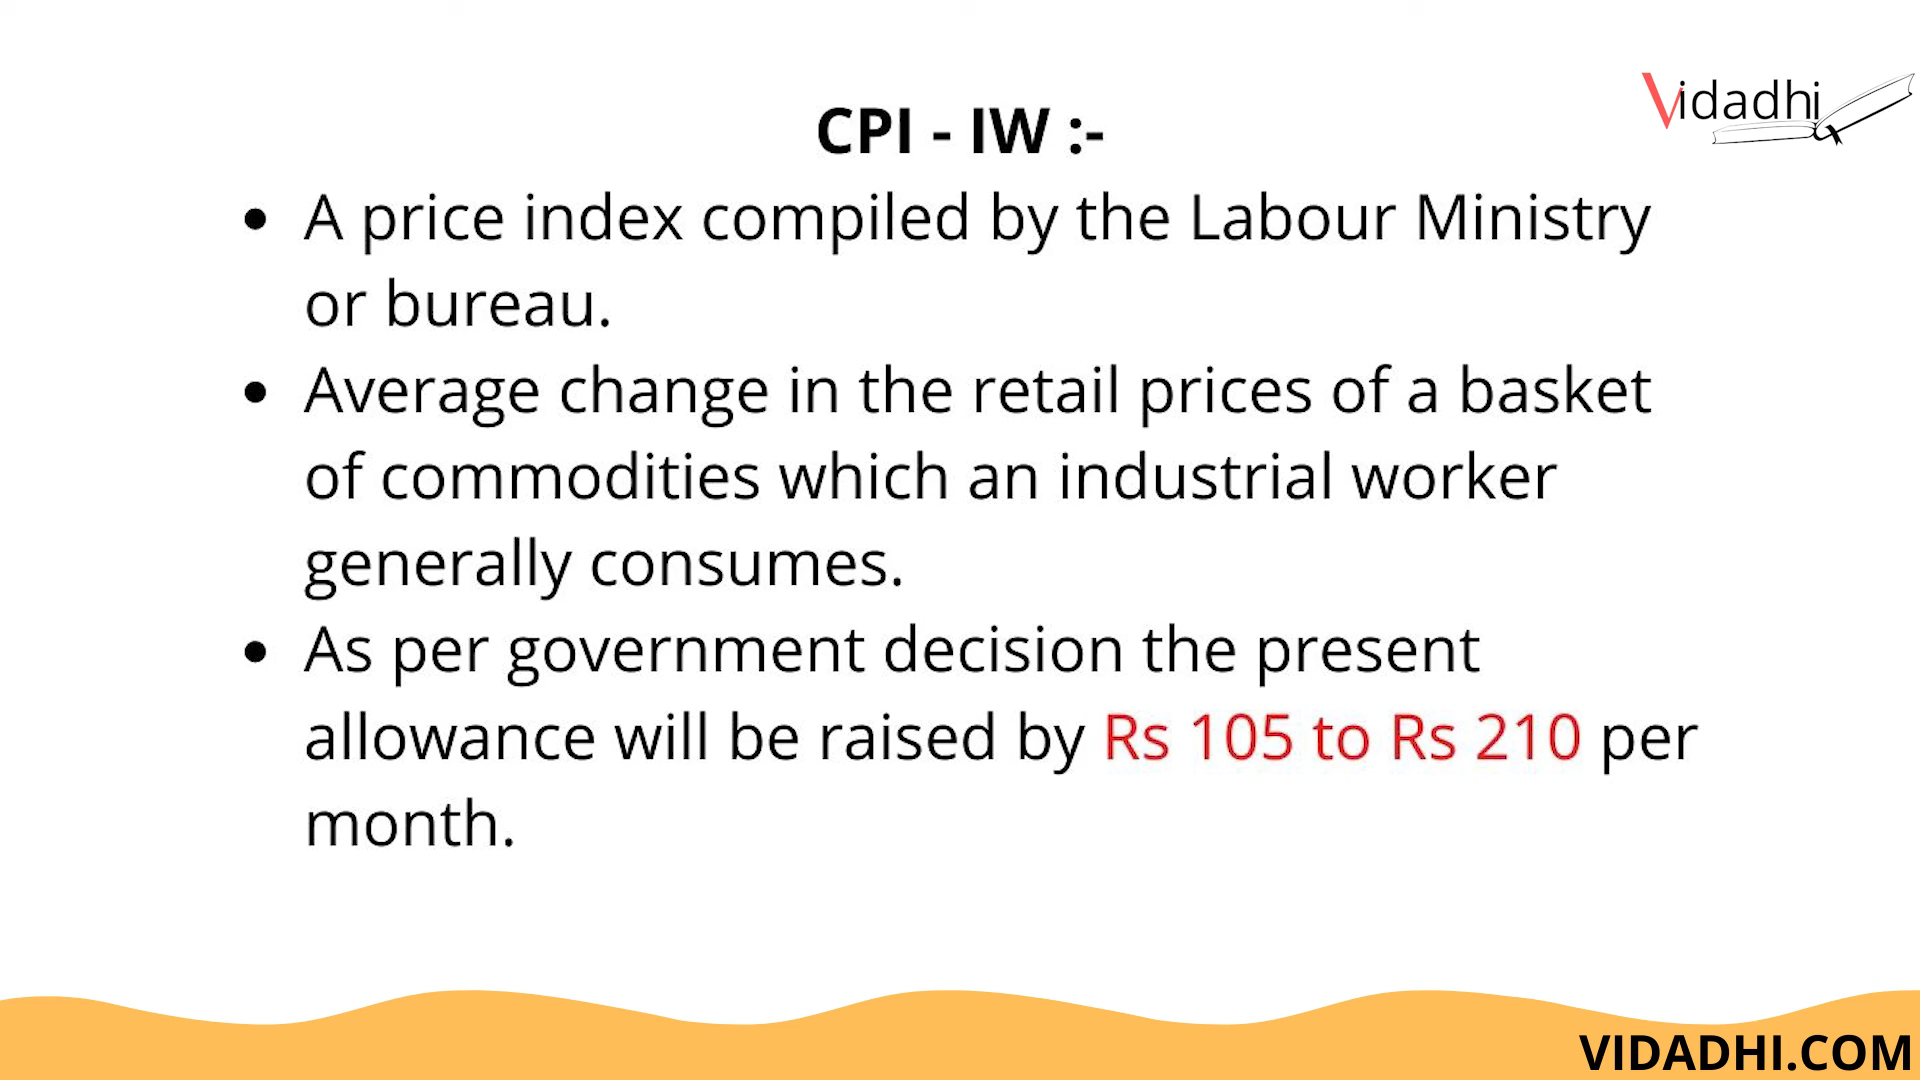 Vidadhi
CPI - IW :-
• A price index compiled by the Labour Ministry
or bureau.
• Average change in the retail prices of a basket
of commodities which an industrial worker
generally consumes.
• As per government decision the present
allowance will be raised by Rs 105 to Rs 210 per
month.
VIDADHI.COM